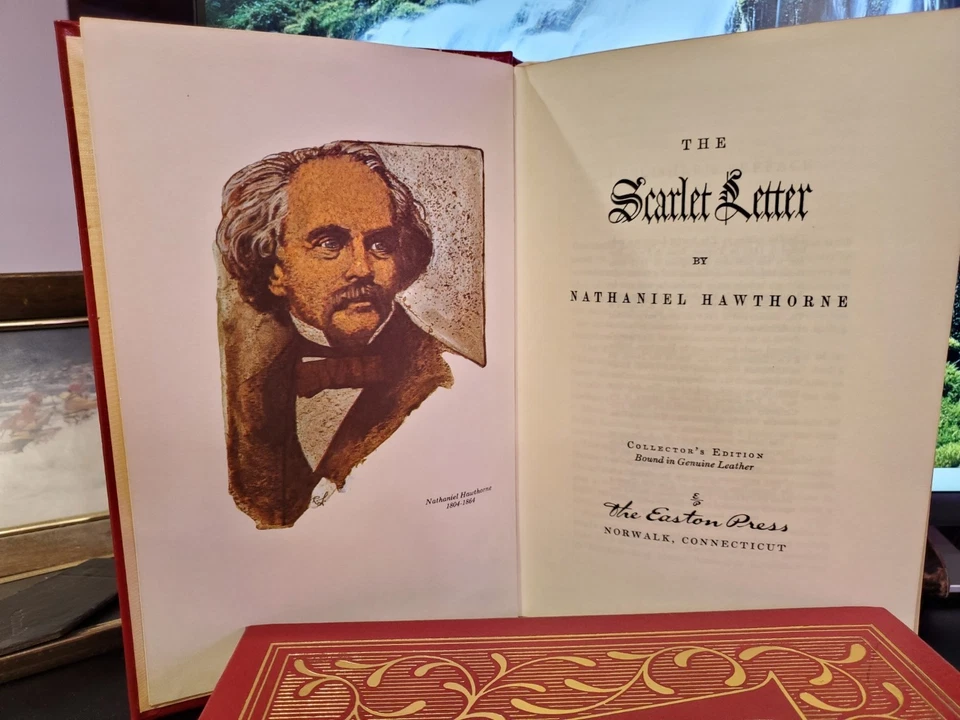 Nathaniel Hawthorne
1804-1864
THE
Scarlet Letter
BY
NATHANIEL HAWTHORNE
COLLECTOR'S EDITION
Bound in Genuine Leather
The Easton Press
NORWALK, CONNECTICUT